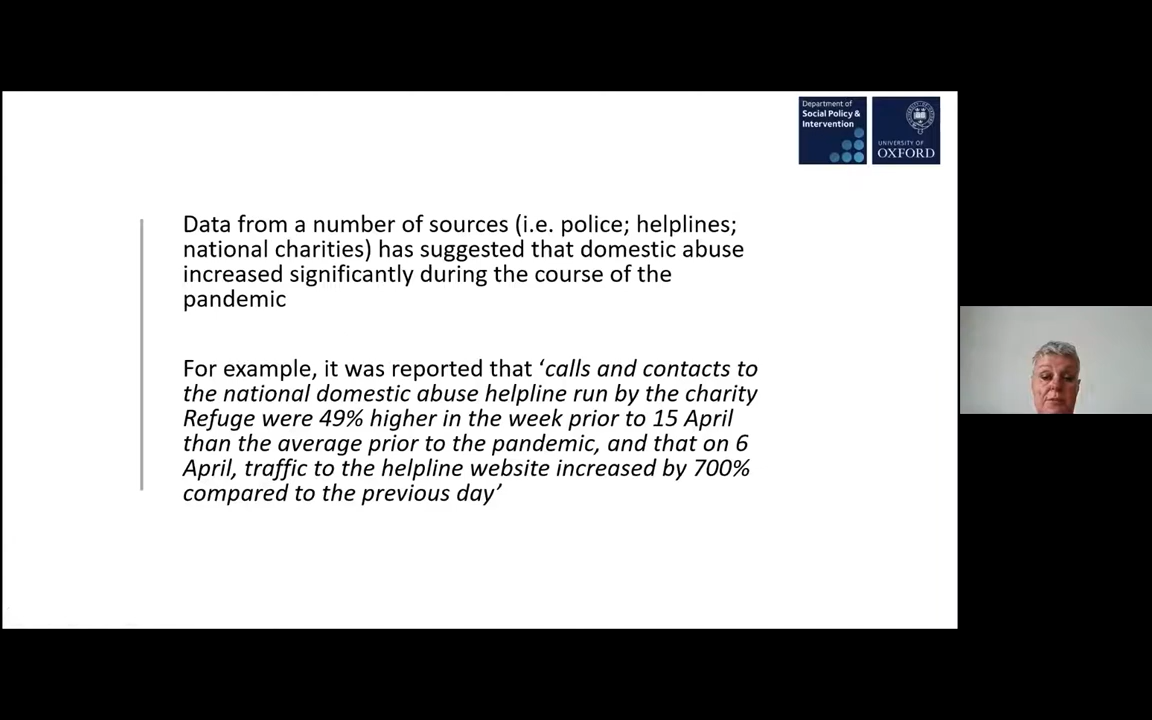 Department of
Social Policy &
Intervention
UNIVERSITY OF
OXFORD
Data from a number of sources (i.e. police; helplines;
national charities) has suggested that domestic abuse
increased significantly during the course of the
pandemic
For example, it was reported that ‘calls and contacts to
the national domestic abuse helpline run by the charity
Refuge were 49% higher in the week prior to 15 April
than the average prior to the pandemic, and that on 6
April, traffic to the helpline website increased by 700%
compared to the previous day’